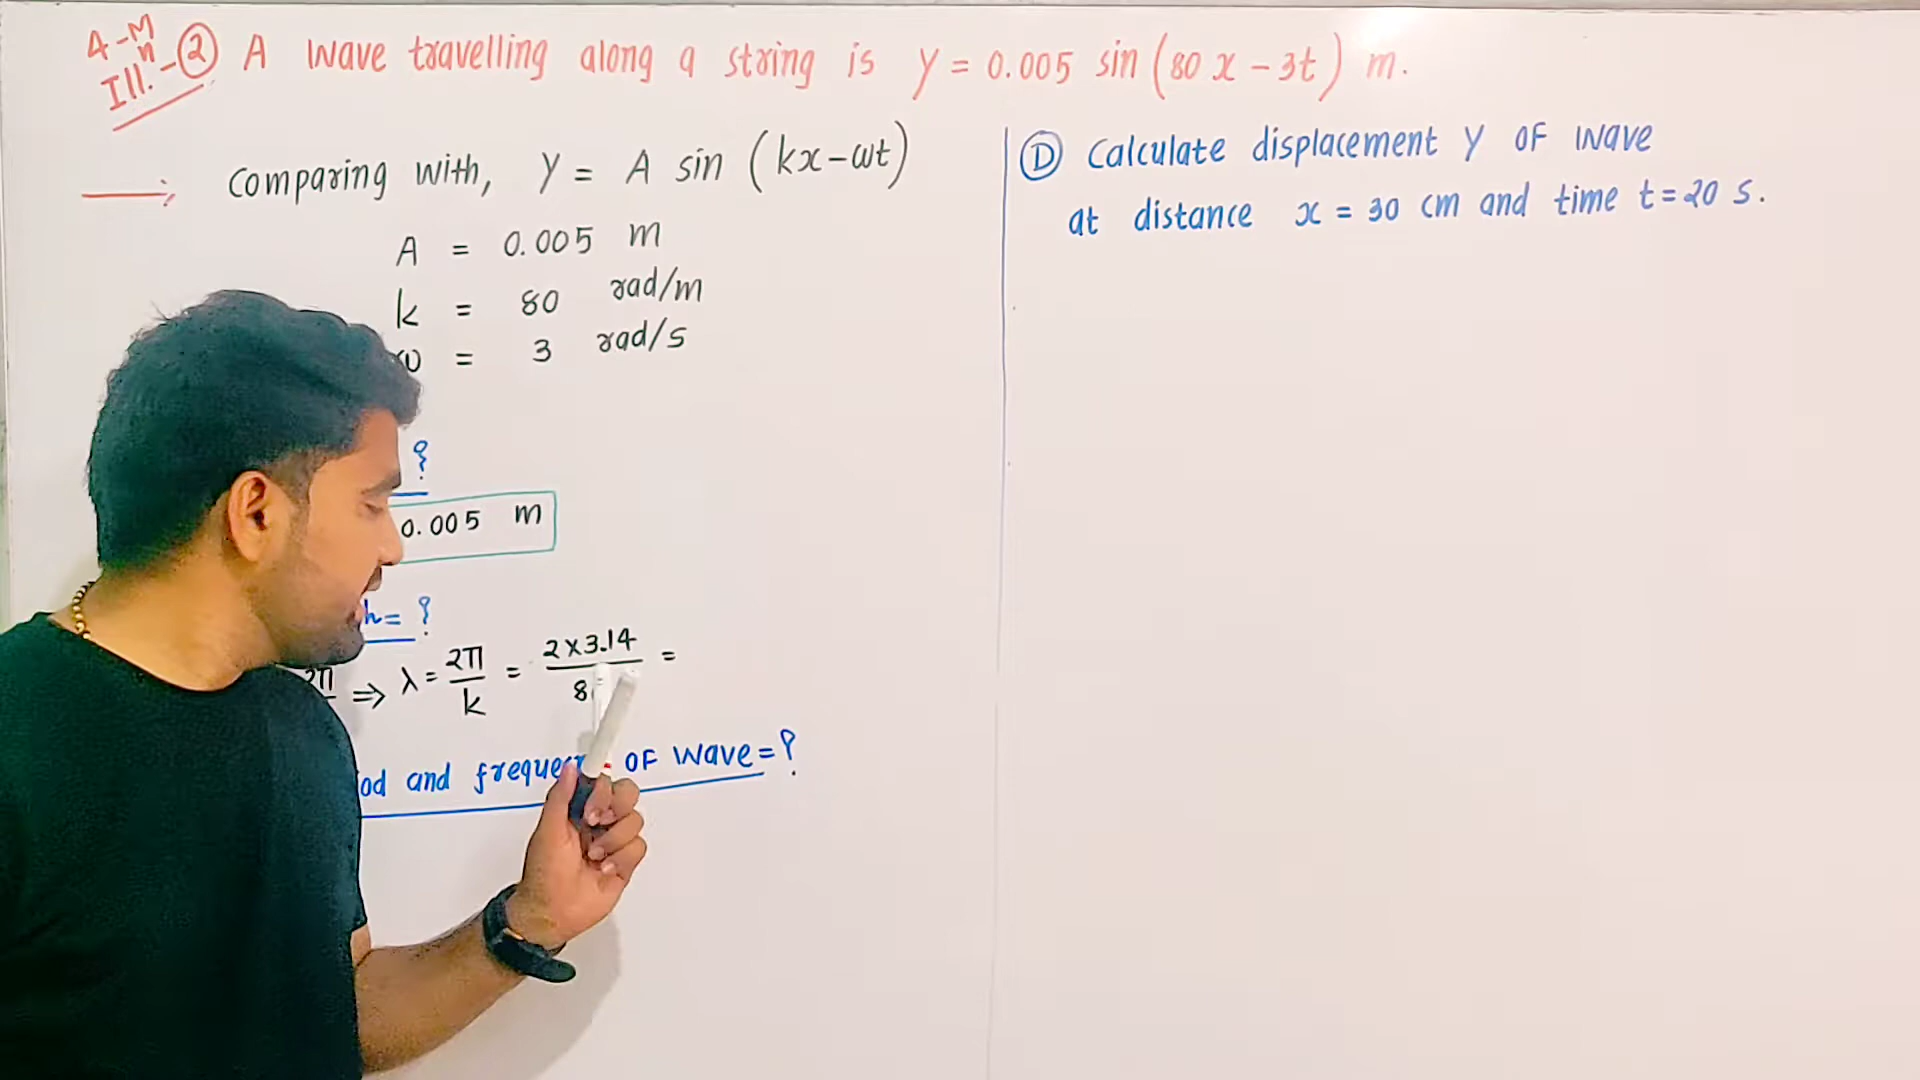 4-M
Illn-② A wave travelling along a string is y = 0.005 sin (80 x - 3t) m.
Comparing with, y = A sin (kx-ωt)
A = 0.005 m
k = 80 rad/m
ω = 3 rad/s
?
0.005 m
h= ?
2π ⇒ λ = 2π/k = 2×3.14/8 =
od and freque of wave=?
Ⓓ Calculate displacement y of wave
at distance x = 30 cm and time t=20 s.